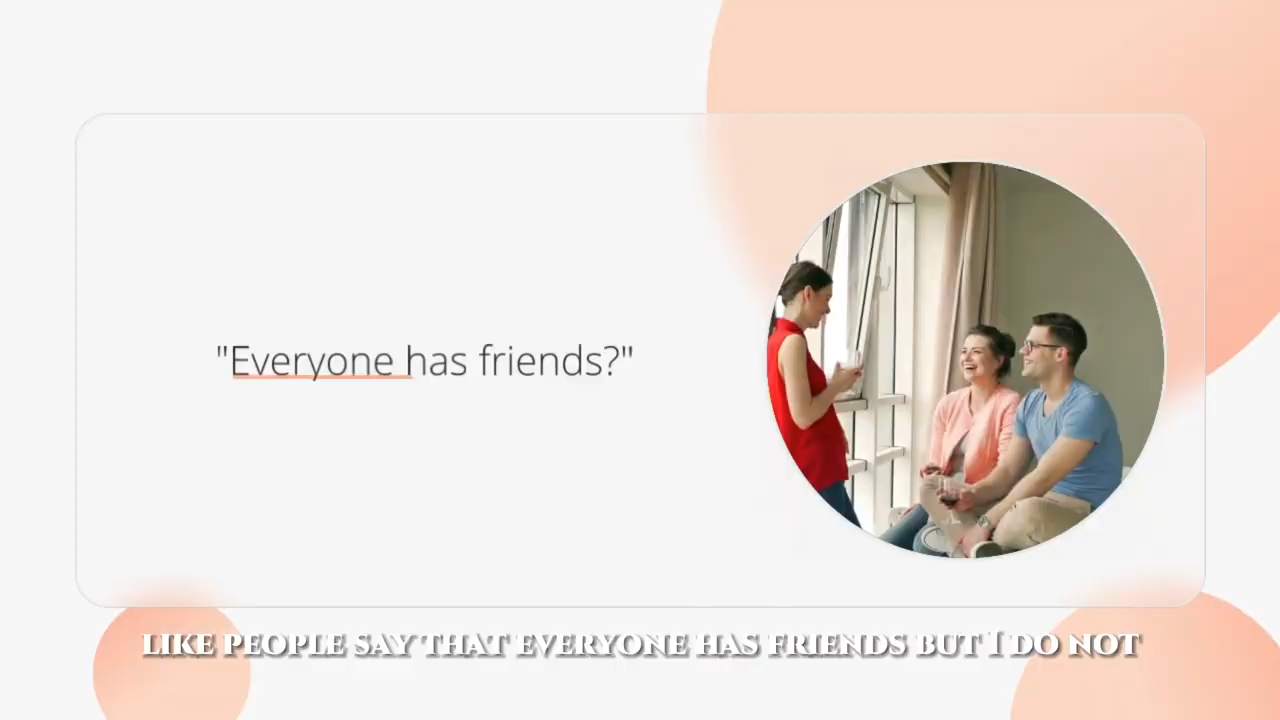 "Everyone has friends?"
LIKE PEOPLE SAY THAT EVERYONE HAS FRIENDS BUT I DO NOT